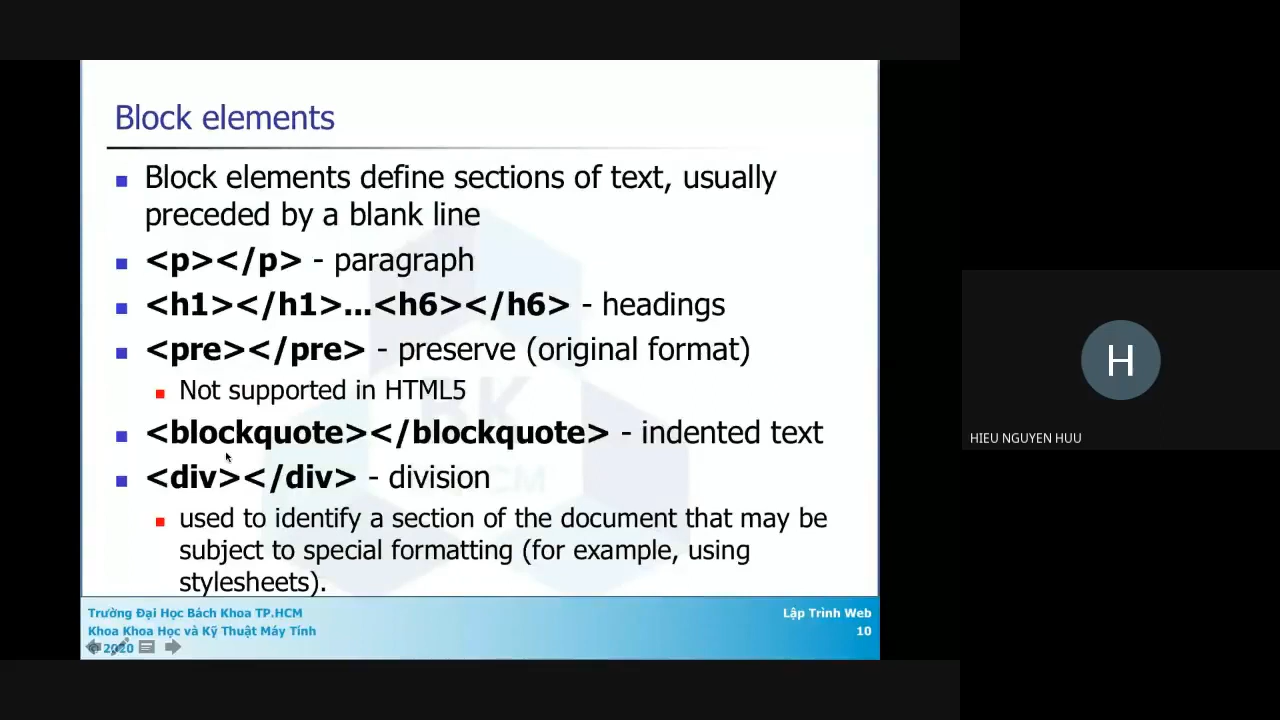 Block elements
Block elements define sections of text, usually
preceded by a blank line
<p></p> - paragraph
<h1></h1>...<h6></h6> - headings
<pre></pre> - preserve (original format)
Not supported in HTML5
<blockquote></blockquote> - indented text
<div></div> - division
used to identify a section of the document that may be
subject to special formatting (for example, using
stylesheets).
Trường Đại Học Bách Khoa TP.HCM
Khoa Khoa Học và Kỹ Thuật Máy Tính
© 2020
Lập Trình Web
10
H
HIEU NGUYEN HUU
BK
HCM